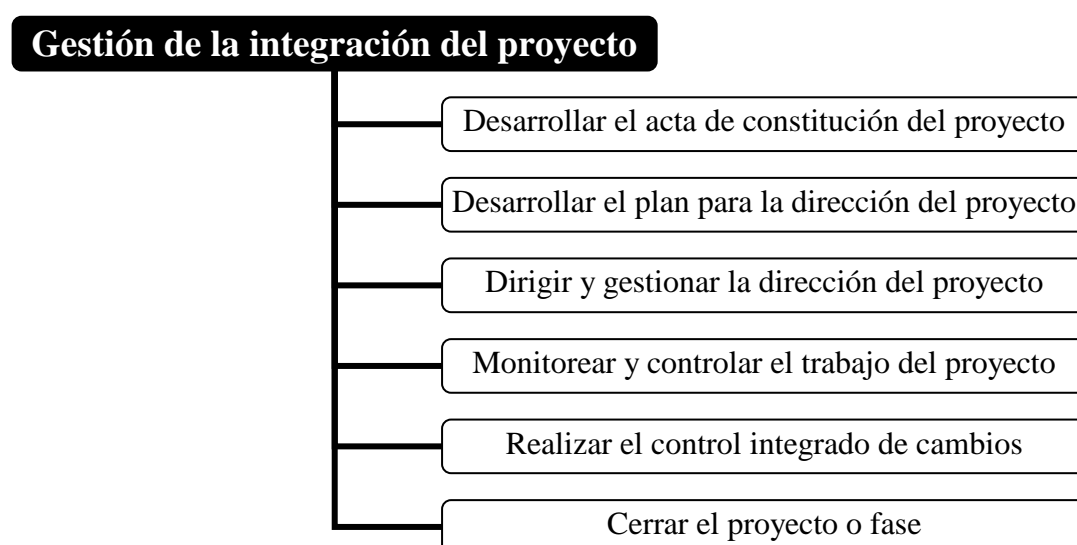 Gestión de la integración del proyecto
Desarrollar el acta de constitución del proyecto
Desarrollar el plan para la dirección del proyecto
Dirigir y gestionar la dirección del proyecto
Monitorear y controlar el trabajo del proyecto
Realizar el control integrado de cambios
Cerrar el proyecto o fase